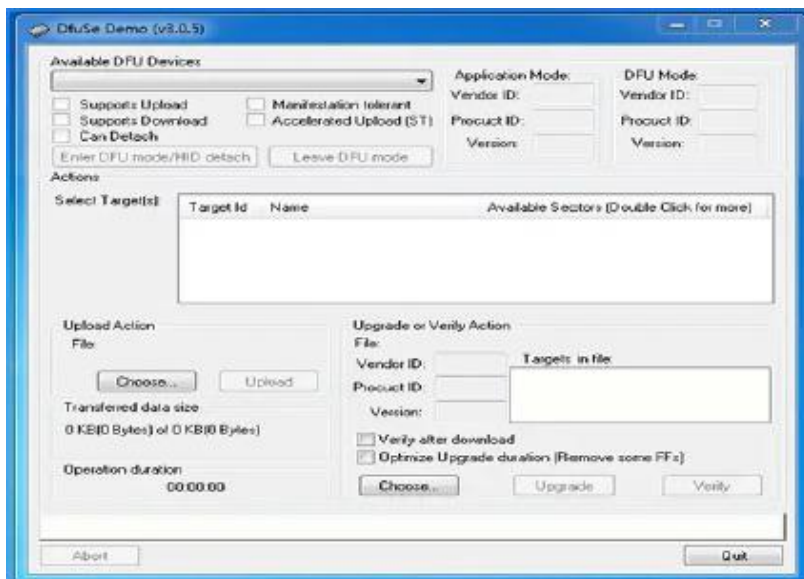 DfuSe Demo (v3.0.5)
Available DFU Devices
Application Mode:
DFU Mode:
Supports Upload
Manifestation tolerant
Vendor ID:
Vendor ID:
Supports Download
Accelerated Upload (ST)
Procuct ID:
Procuct ID:
Can Detach
Version:
Version:
Enter DFU mode/HID detach
Leave DFU mode
Actions
Select Target(s):
Target Id Name Available Sectors (Double Click for more)
Upload Action
File:
Choose...
Upload
Transferred data size
0 KB(0 Bytes) of 0 KB(0 Bytes)
Operation duration
00:00:00
Upgrade or Verify Action
File:
Vendor ID:
Targets in file:
Procuct ID:
Version:
Verify after download
Optimize Upgrade duration (Remove some FFs)
Choose...
Upgrade
Verify
Abort
Quit